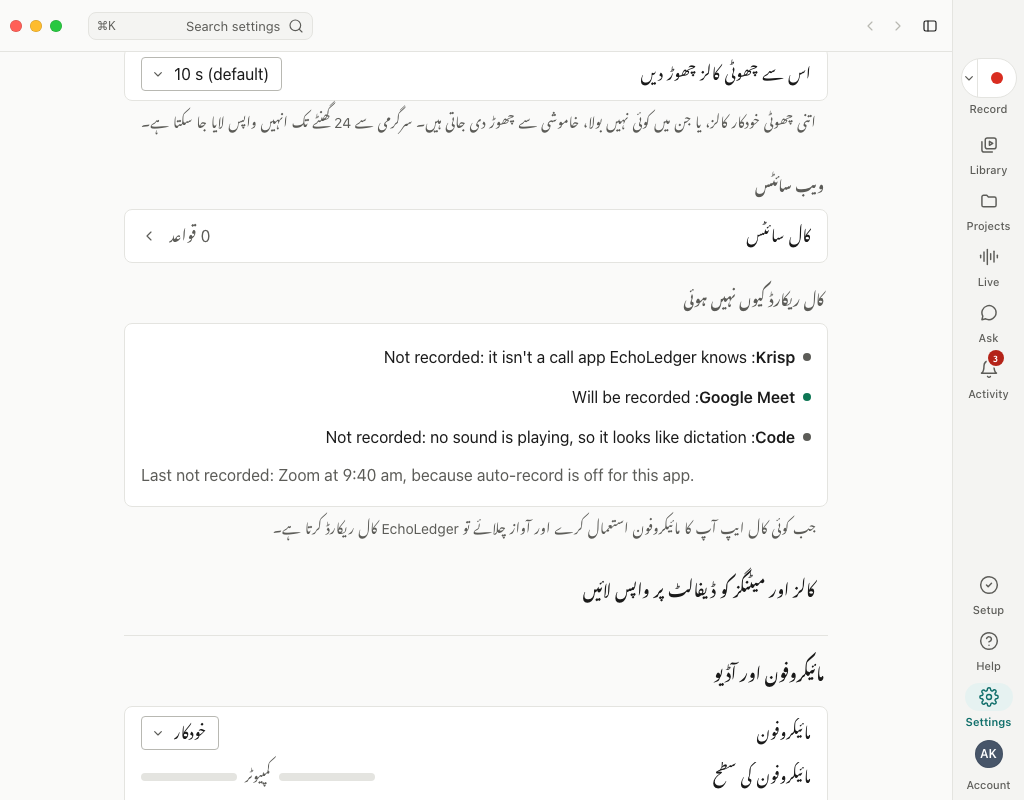 ⌘K Search settings
اس سے چھوٹی کالز چھوڑ دیں
10 s (default)
اتنی چھوٹی خودکار کالز، یا جن میں کوئی نہیں بولا، خاموشی سے چھوڑ دی جاتی ہیں۔ سرگرمی سے 24 گھنٹے تک انہیں واپس لایا جا سکتا ہے۔
ویب سائٹس
کال سائٹس
0 قواعد
کال ریکارڈ کیوں نہیں ہوئی
Krisp: Not recorded: it isn't a call app EchoLedger knows
Google Meet: Will be recorded
Code: Not recorded: no sound is playing, so it looks like dictation
Last not recorded: Zoom at 9:40 am, because auto-record is off for this app.
جب کوئی کال ایپ آپ کا مائیکروفون استعمال کرے اور آواز چلائے تو EchoLedger کال ریکارڈ کرتا ہے۔
کالز اور میٹنگز کو ڈیفالٹ پر واپس لائیں
مائیکروفون اور آڈیو
مائیکروفون
خودکار
مائیکروفون کی سطح
کمپیوٹر
Record
Library
Projects
Live
Ask
3
Activity
Setup
Help
Settings
AK
Account